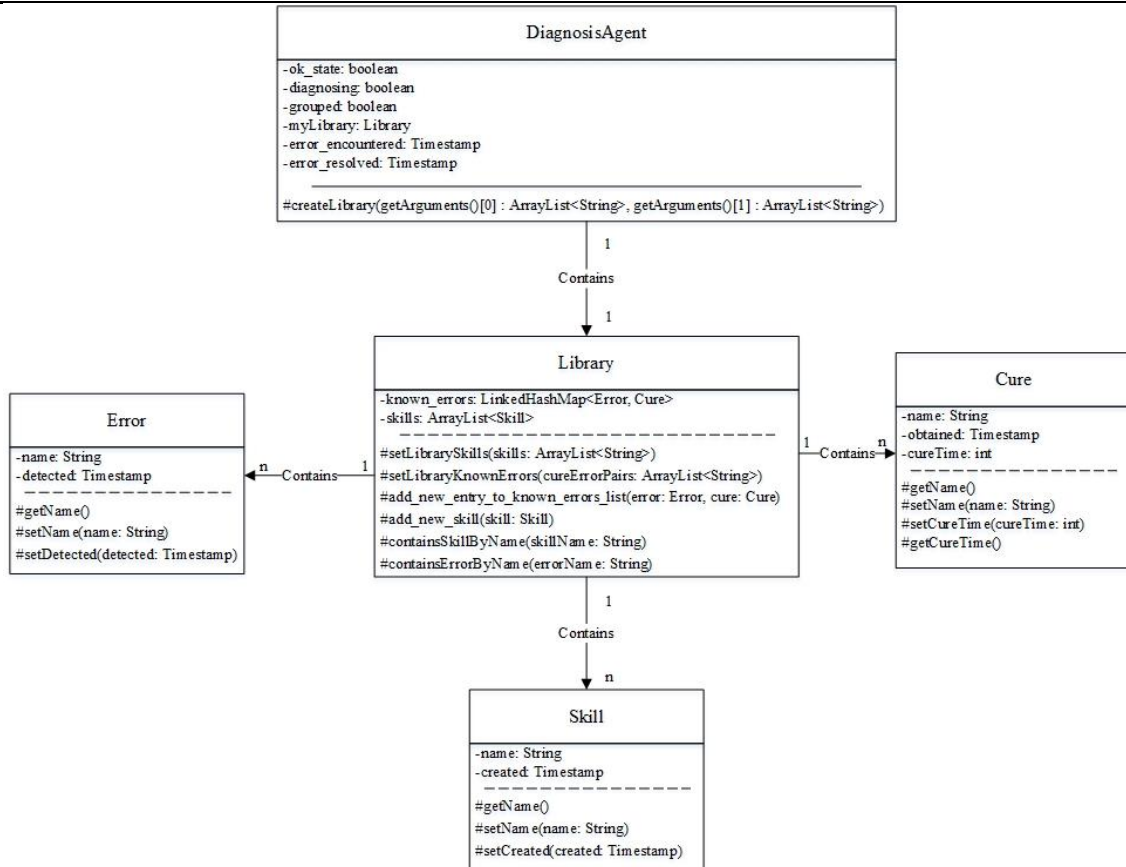 DiagnosisAgent
-ok_state: boolean
-diagnosing: boolean
-grouped: boolean
-myLibrary: Library
-error_encountered: Timestamp
-error_resolved: Timestamp
#createLibrary(getArguments()[0] : ArrayList<String>, getArguments()[1] : ArrayList<String>)
1
Contains
1
Library
-known_errors: LinkedHashMap<Error, Cure>
-skills: ArrayList<Skill>
#setLibrarySkills(skills: ArrayList<String>)
#setLibraryKnownErrors(cureErrorPairs: ArrayList<String>)
#add_new_entry_to_known_errors_list(error: Error, cure: Cure)
#add_new_skill(skill: Skill)
#containsSkillByName(skillName: String)
#containsErrorByName(errorName: String)
Error
-name: String
-detected: Timestamp
#getName()
#setName(name: String)
#setDetected(detected: Timestamp)
n Contains 1
1 Contains n
Cure
-name: String
-obtained: Timestamp
-cureTime: int
#getName()
#setName(name: String)
#setCureTime(cureTime: int)
#getCureTime()
1
Contains
n
Skill
-name: String
-created: Timestamp
#getName()
#setName(name: String)
#setCreated(created: Timestamp)